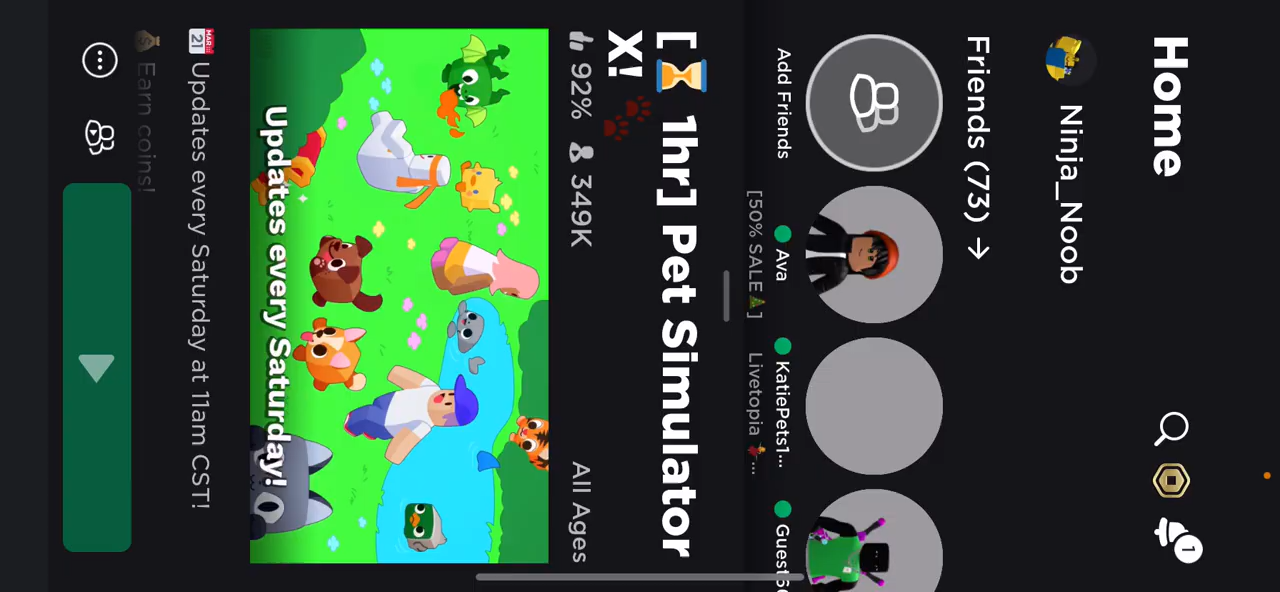 Home
1
Ninja_Noob
Friends (73) →
Add Friends
Ava
KatiePets1...
[50% SALE🎄]
Livetopia
[⏳ 1hr] Pet Simulator
X! 🐾
92% 349K
All Ages
Updates every Saturday!
📅 Updates every Saturday at 11am CST!!
💰 Earn coins!